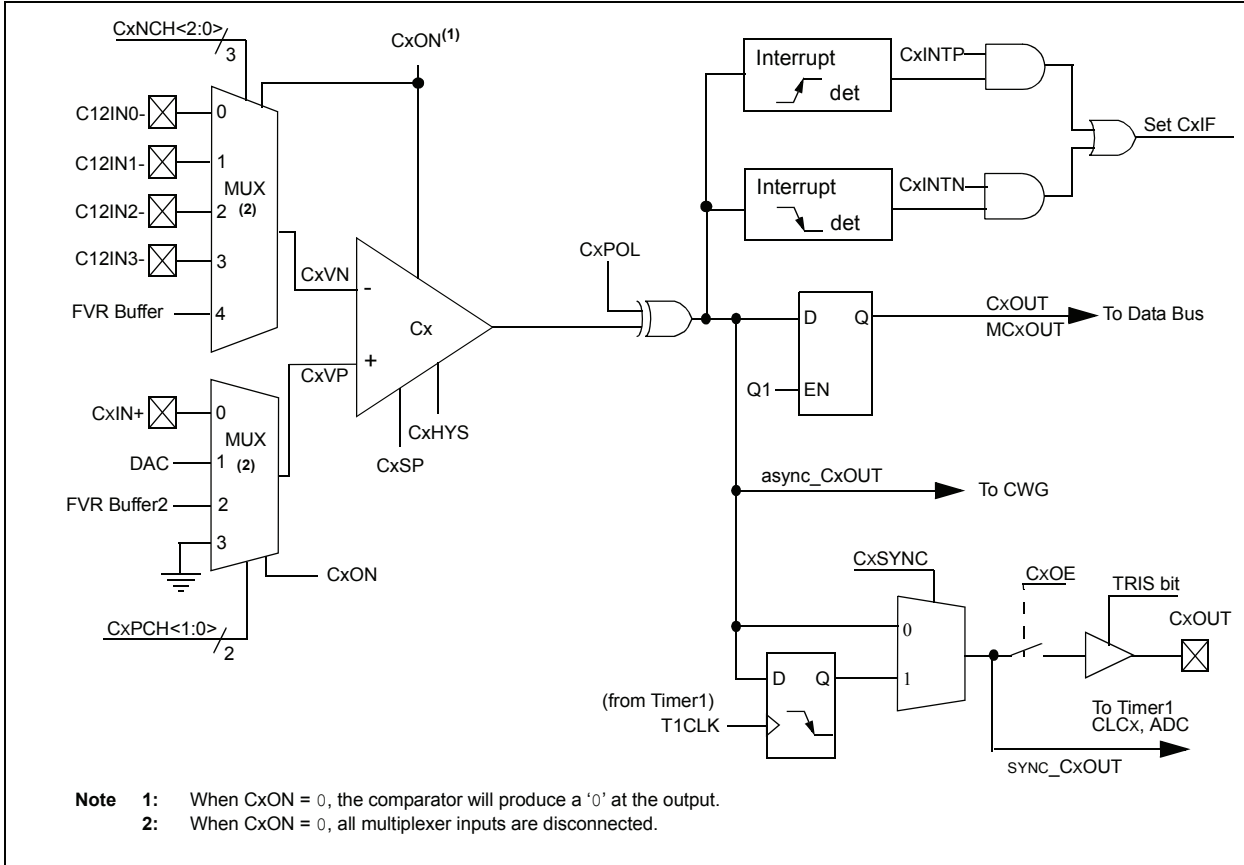 CxNCH<2:0>
3
CxON(1)
C12IN0-
0
C12IN1-
1
MUX
(2)
C12IN2-
2
C12IN3-
3
FVR Buffer
4
CxVN
-
Cx
+
CxVP
CxIN+
0
MUX
(2)
DAC
1
FVR Buffer2
2
3
CxON
CxPCH<1:0>
2
CxHYS
CxSP
CxPOL
Interrupt
det
CxINTP
Set CxIF
Interrupt
det
CxINTN
D
Q
Q1
EN
CxOUT
MCxOUT
To Data Bus
async_CxOUT
To CWG
CxSYNC
0
1
D
Q
(from Timer1)
T1CLK
CxOE
TRIS bit
CxOUT
To Timer1
CLCx, ADC
SYNC_CxOUT
Note 1: When CxON = 0, the comparator will produce a ‘0’ at the output.
2: When CxON = 0, all multiplexer inputs are disconnected.